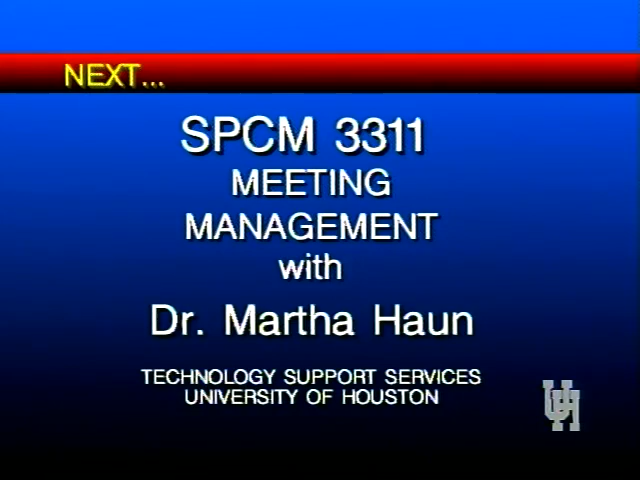 NEXT...
SPCM 3311
MEETING
MANAGEMENT
with
Dr. Martha Haun
TECHNOLOGY SUPPORT SERVICES
UNIVERSITY OF HOUSTON
UH